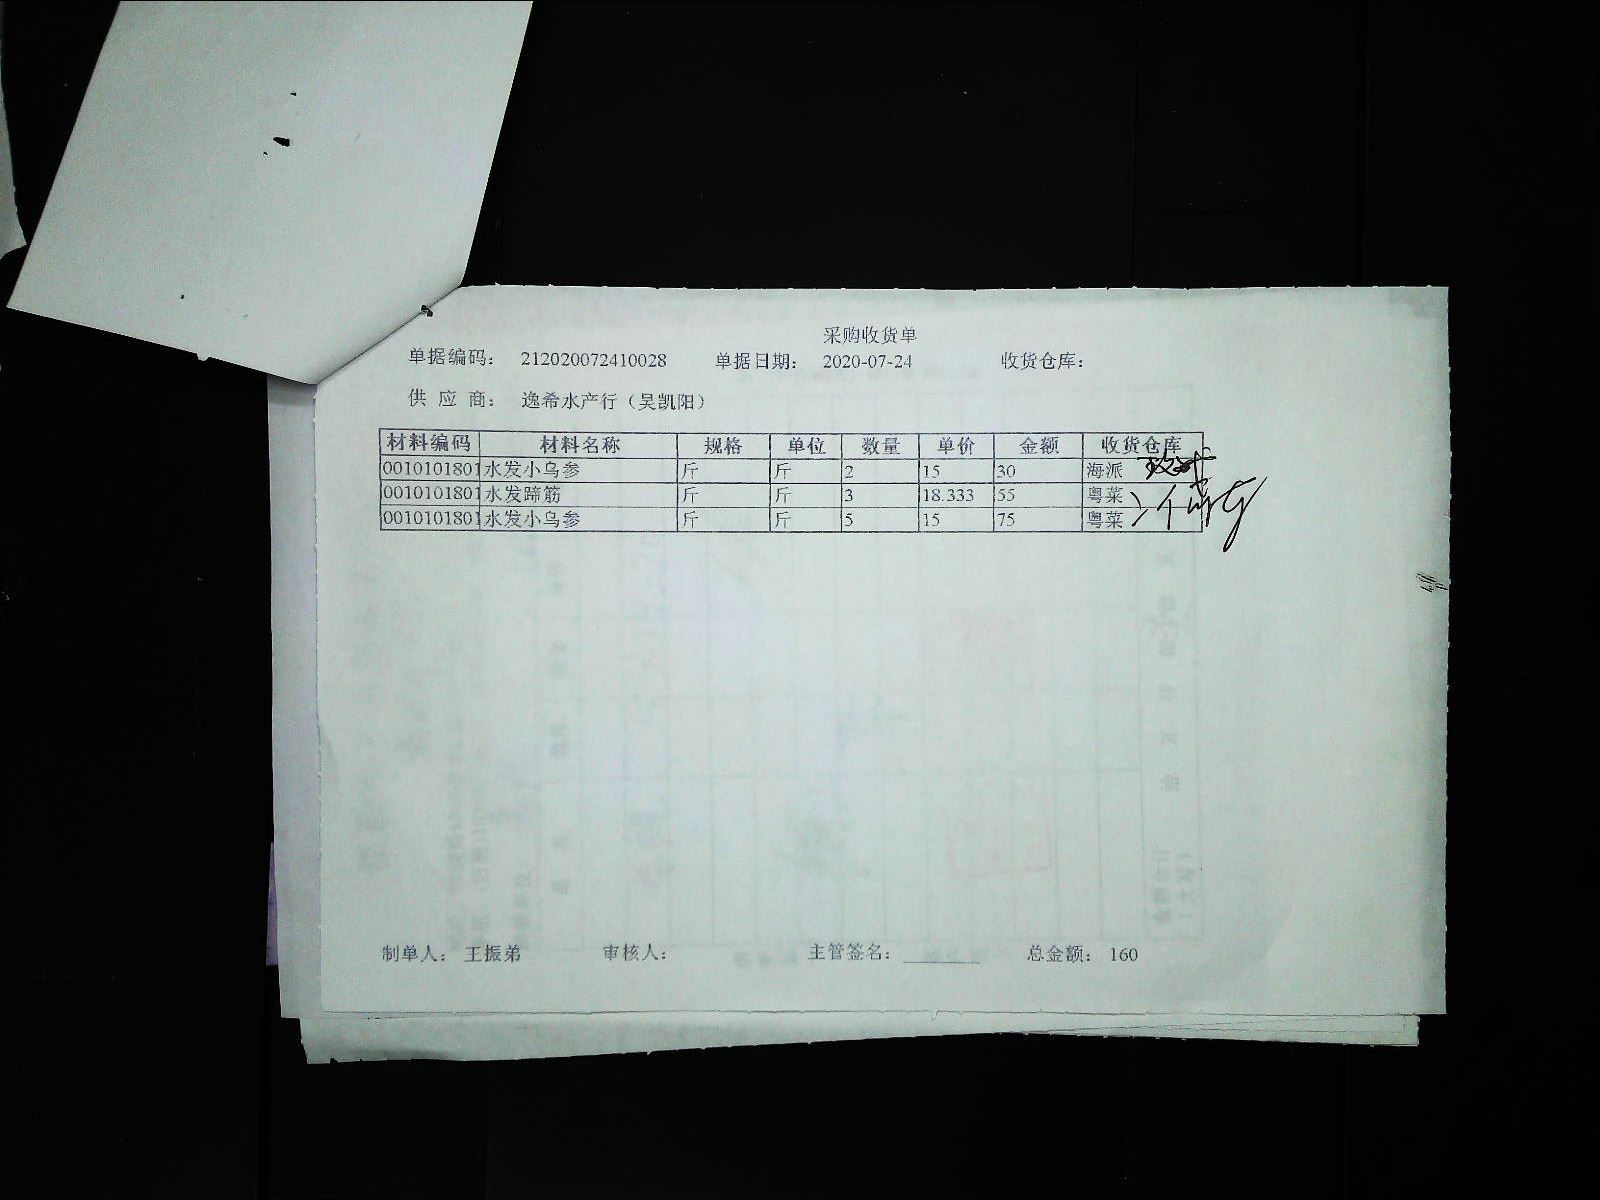 采购收货单
单据编码： 212020072410028 单据日期： 2020-07-24 收货仓库：
供 应 商： 逸希水产行（吴凯阳）
材料编码 材料名称 规格 单位 数量 单价 金额 收货仓库
0010101801 水发小乌参 斤 斤 2 15 30 海派
0010101801 水发蹄筋 斤 斤 3 18.333 55 粤菜
0010101801 水发小乌参 斤 斤 5 15 75 粤菜
制单人： 王振弟 审核人： 主管签名： 总金额： 160